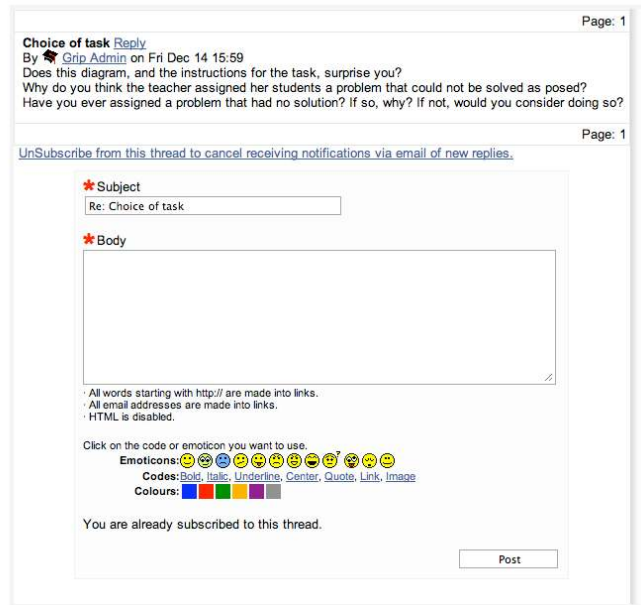 Page: 1
Choice of task Reply
By Grip Admin on Fri Dec 14 15:59
Does this diagram, and the instructions for the task, surprise you?
Why do you think the teacher assigned her students a problem that could not be solved as posed?
Have you ever assigned a problem that had no solution? If so, why? If not, would you consider doing so?
Page: 1
UnSubscribe from this thread to cancel receiving notifications via email of new replies.
* Subject
Re: Choice of task
* Body
· All words starting with http:// are made into links.
· All email addresses are made into links.
· HTML is disabled.
Click on the code or emoticon you want to use.
Emoticons:
Codes: Bold, Italic, Underline, Center, Quote, Link, Image
Colours:
You are already subscribed to this thread.
Post